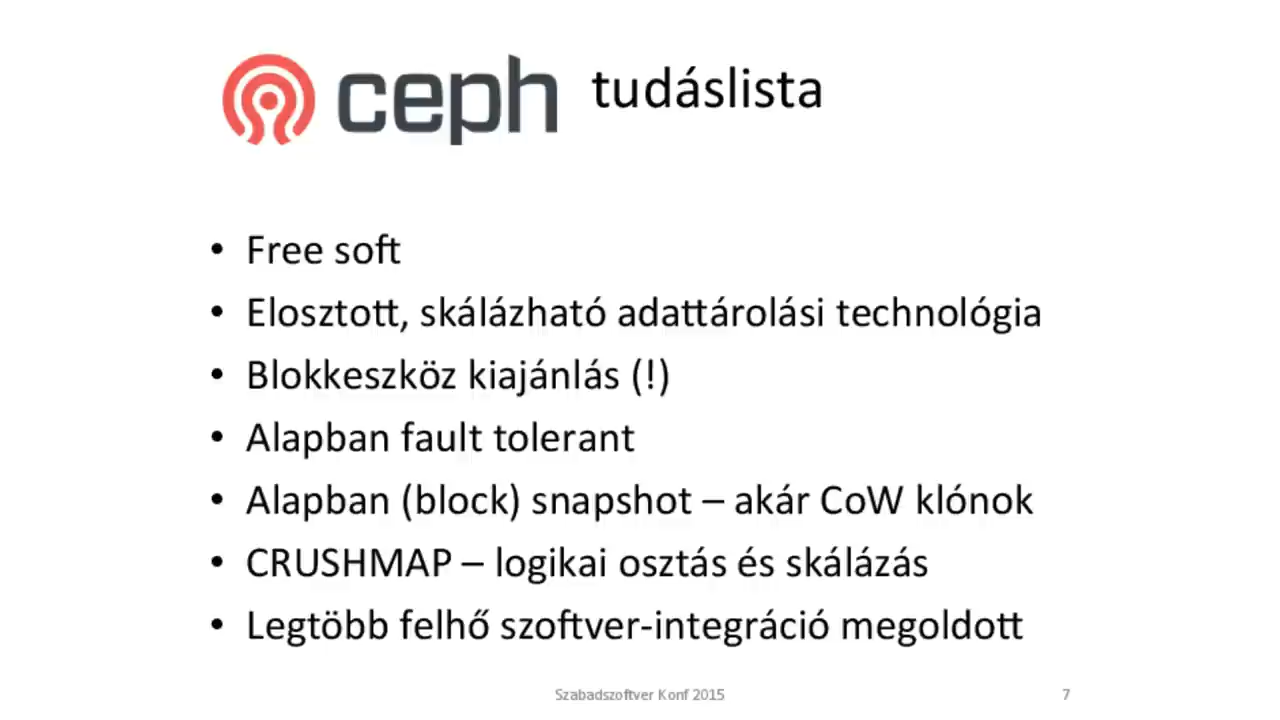 ceph tudáslista
• Free soft
• Elosztott, skálázható adattárolási technológia
• Blokkeszköz kiajánlás (!)
• Alapban fault tolerant
• Alapban (block) snapshot – akár CoW klónok
• CRUSHMAP – logikai osztás és skálázás
• Legtöbb felhő szoftver-integráció megoldott
Szabadszoftver Konf 2015 7